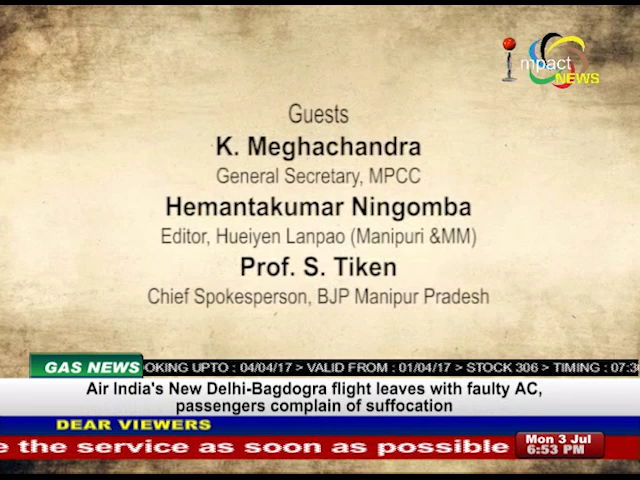 impact
NEWS
Guests
K. Meghachandra
General Secretary, MPCC
Hemantakumar Ningomba
Editor, Hueiyen Lanpao (Manipuri &MM)
Prof. S. Tiken
Chief Spokesperson, BJP Manipur Pradesh
GAS NEWS
OOKING UPTO : 04/04/17 > VALID FROM : 01/04/17 > STOCK 306 > TIMING : 07:30
Air India's New Delhi-Bagdogra flight leaves with faulty AC,
passengers complain of suffocation
DEAR VIEWERS
e the service as soon as possible
Mon 3 Jul
6:53 PM